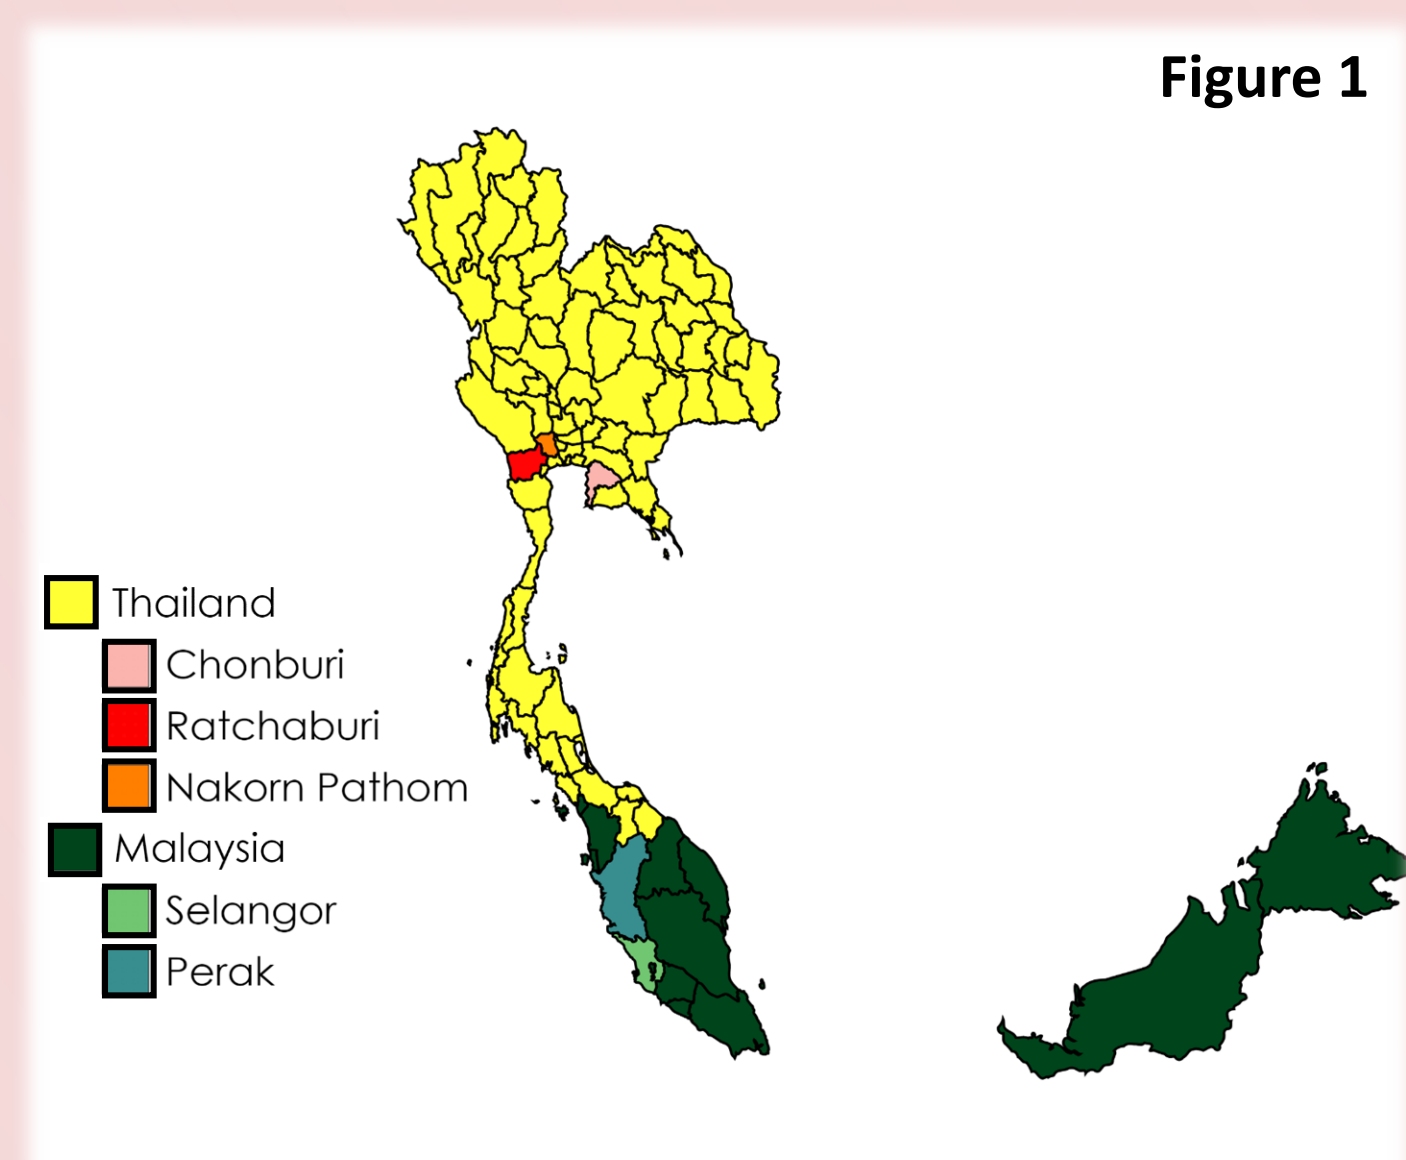 Figure 1
Thailand
Chonburi
Ratchaburi
Nakorn Pathom
Malaysia
Selangor
Perak